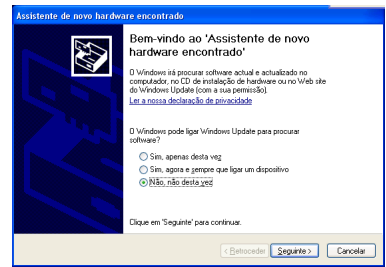 Assistente de novo hardware encontrado
Bem-vindo ao 'Assistente de novo
hardware encontrado'
O Windows irá procurar software actual e actualizado no
computador, no CD de instalação de hardware ou no Web site
do Windows Update (com a sua permissão).
Ler a nossa declaração de privacidade
O Windows pode ligar Windows Update para procurar
software?
Sim, apenas desta vez
Sim, agora e sempre que ligar um dispositivo
Não, não desta vez
Clique em 'Seguinte' para continuar.
< Retroceder
Seguinte >
Cancelar